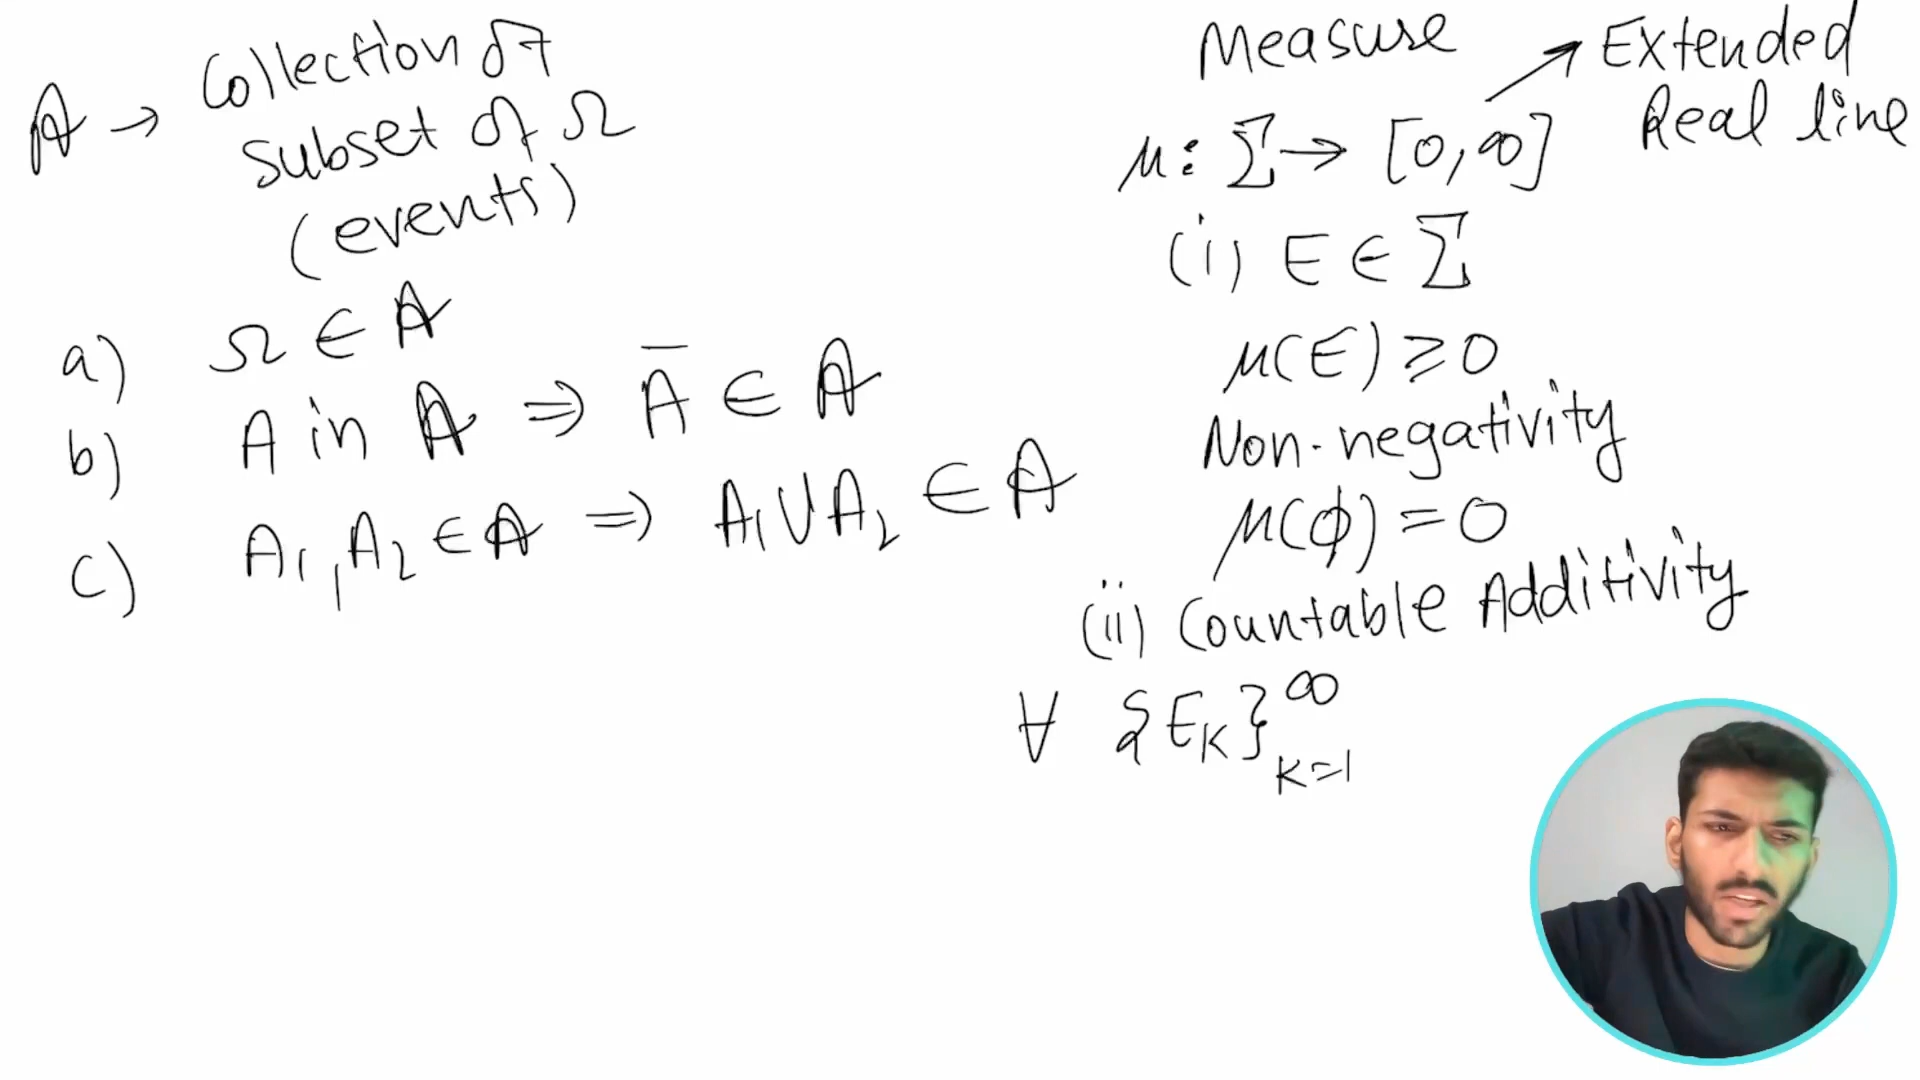 𝔸 → Collection of
subset of Ω
(events)
a) Ω ∈ 𝔸
b) A in 𝔸 ⇒ A̅ ∈ 𝔸
c) A₁, A₂ ∈ 𝔸 ⇒ A₁ ∪ A₂ ∈ 𝔸
Measure
Extended
Real line
μ: Σ → [0, ∞]
(i) E ∈ Σ
μ(E) ≥ 0
Non-negativity
μ(ϕ) = 0
(ii) Countable Additivity
∀ {E_K}^∞_{K=1}